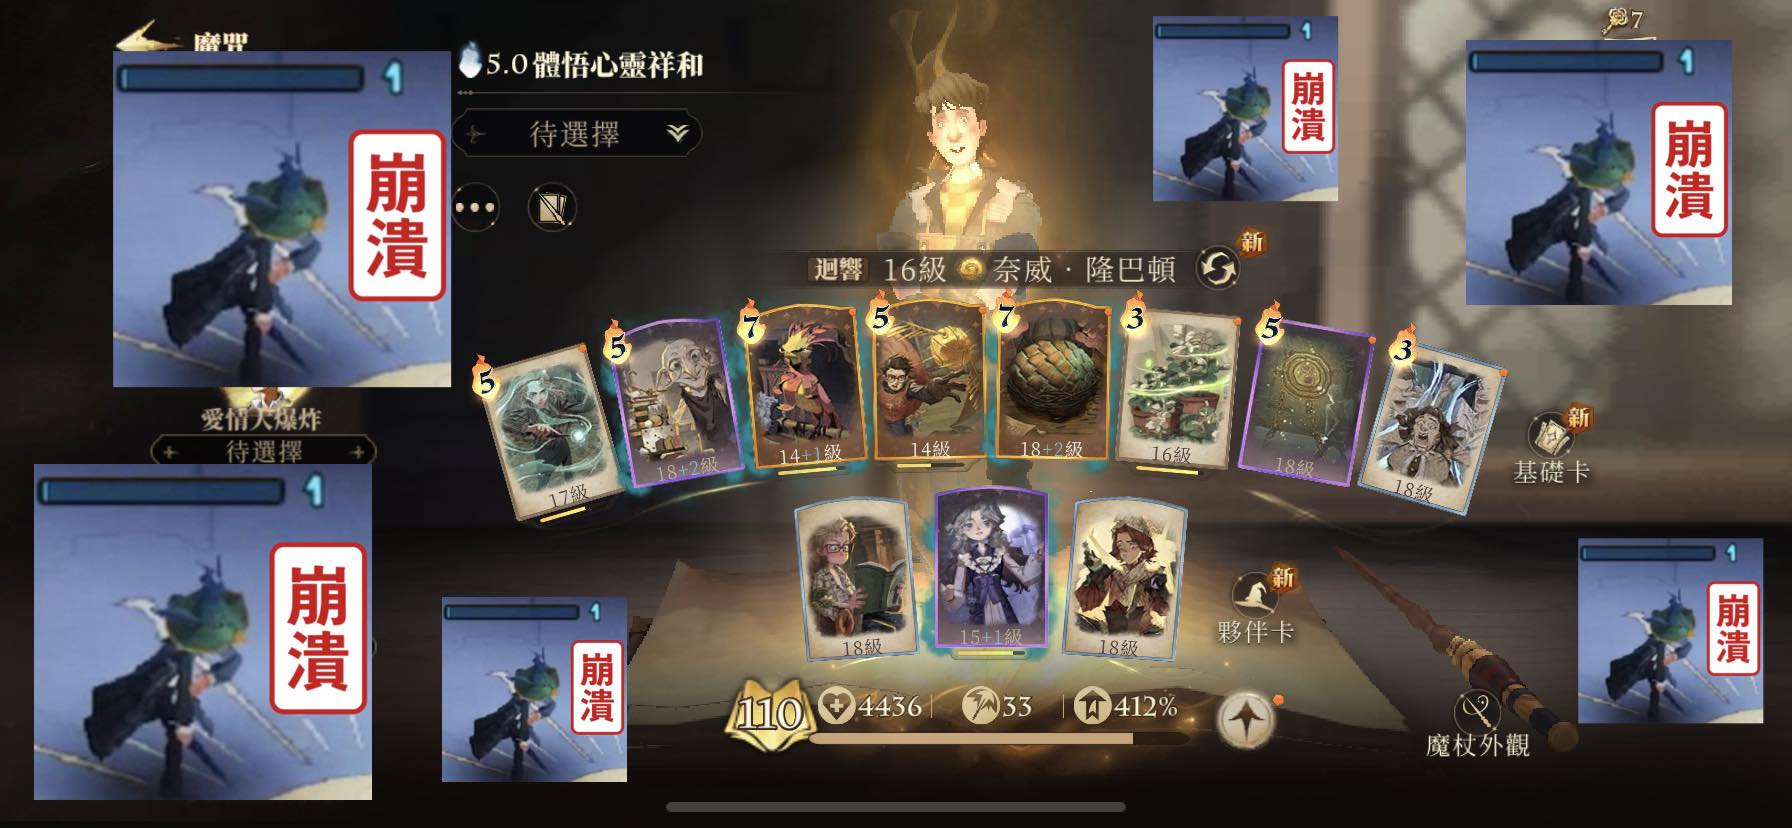 魔咒
5.0體悟心靈祥和
待選擇
7
1
崩潰
1
崩潰
1
崩潰
迴響 16級 奈威·隆巴頓
新
5
5
7
5
7
3
5
3
17級
18+2級
14+1級
14級
18+2級
16級
18級
18級
新
基礎卡
愛情大爆炸
待選擇
1
崩潰
1
崩潰
1
崩潰
18級
15+1級
18級
新
夥伴卡
110
4436
33
412%
魔杖外觀